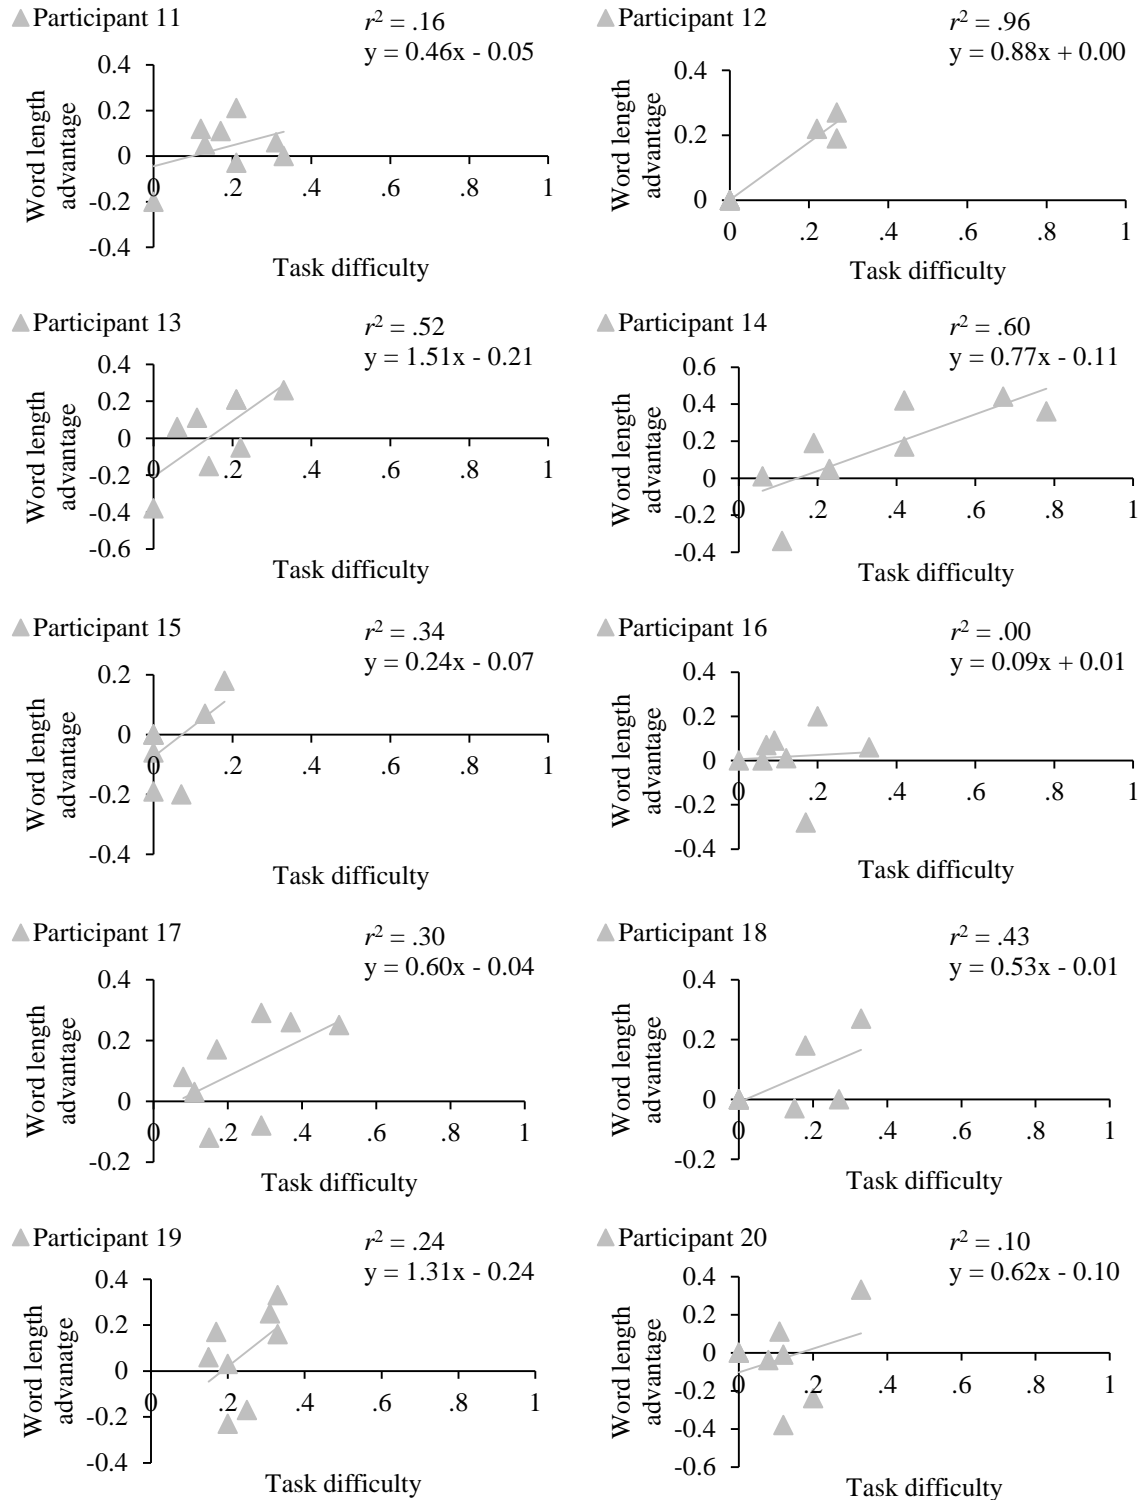 Participant 11
r² = .16
y = 0.46x - 0.05
0.4
0.2
0
-0.2
-0.4
0 .2 .4 .6 .8 1
Word length
advantage
Task difficulty
Participant 12
r² = .96
y = 0.88x + 0.00
0.4
0.2
0
0 .2 .4 .6 .8 1
Word length
advantage
Task difficulty
Participant 13
r² = .52
y = 1.51x - 0.21
0.4
0.2
0
-0.2
-0.4
-0.6
0 .2 .4 .6 .8 1
Word length
advantage
Task difficulty
Participant 14
r² = .60
y = 0.77x - 0.11
0.6
0.4
0.2
0
-0.2
-0.4
0 .2 .4 .6 .8 1
Word length
advantage
Task difficulty
Participant 15
r² = .34
y = 0.24x - 0.07
0.2
0
-0.2
-0.4
0 .2 .4 .6 .8 1
Word length
advantage
Task difficulty
Participant 16
r² = .00
y = 0.09x + 0.01
0.4
0.2
0
-0.2
-0.4
0 .2 .4 .6 .8 1
Word length
advantage
Task difficulty
Participant 17
r² = .30
y = 0.60x - 0.04
0.4
0.2
0
-0.2
0 .2 .4 .6 .8 1
Word length
advantage
Task difficulty
Participant 18
r² = .43
y = 0.53x - 0.01
0.4
0.2
0
-0.2
0 .2 .4 .6 .8 1
Word length
advantage
Task difficulty
Participant 19
r² = .24
y = 1.31x - 0.24
0.4
0.2
0
-0.2
-0.4
0 .2 .4 .6 .8 1
Word length
advanatge
Task difficulty
Participant 20
r² = .10
y = 0.62x - 0.10
0.4
0.2
0
-0.2
-0.4
-0.6
0 .2 .4 .6 .8 1
Word length
advantage
Task difficulty